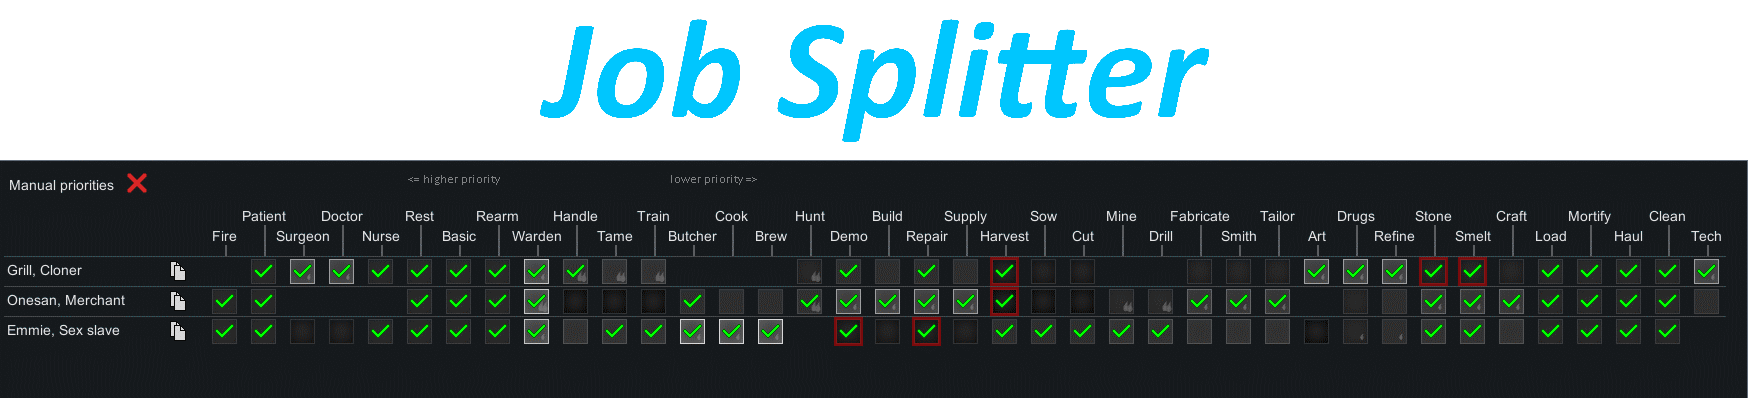 Job Splitter
Manual priorities
<= higher priority
lower priority =>
Patient Doctor Rest Rearm Handle Train Cook Hunt Build Supply Sow Mine Fabricate Tailor Drugs Stone Craft Mortify Clean
Fire Surgeon Nurse Basic Warden Tame Butcher Brew Demo Repair Harvest Cut Drill Smith Art Refine Smelt Load Haul Tech
Grill, Cloner
Onesan, Merchant
Emmie, Sex slave